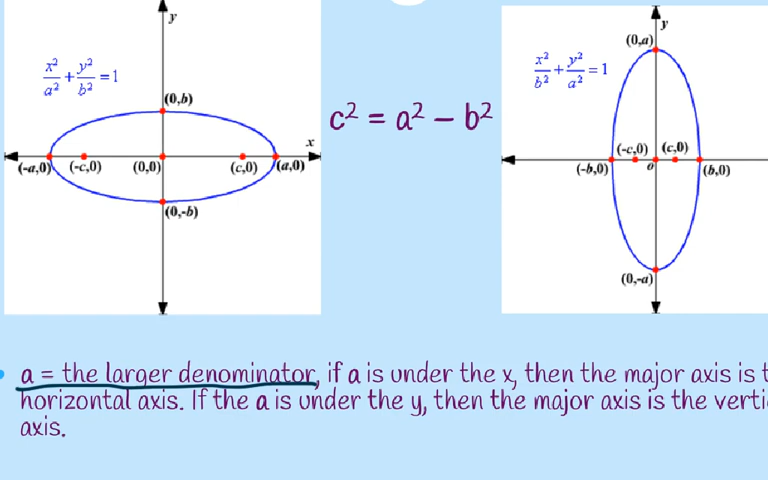 y
x²/a² + y²/b² = 1
(0,b)
x
(-a,0) (-c,0) (0,0) (c,0) (a,0)
(0,-b)
c² = a² – b²
y
(0,a)
x²/b² + y²/a² = 1
(-c,0) (c,0)
(-b,0) o (b,0)
(0,-a)
a = the larger denominator, if a is under the x, then the major axis is
horizontal axis. If the a is under the y, then the major axis is the
axis.